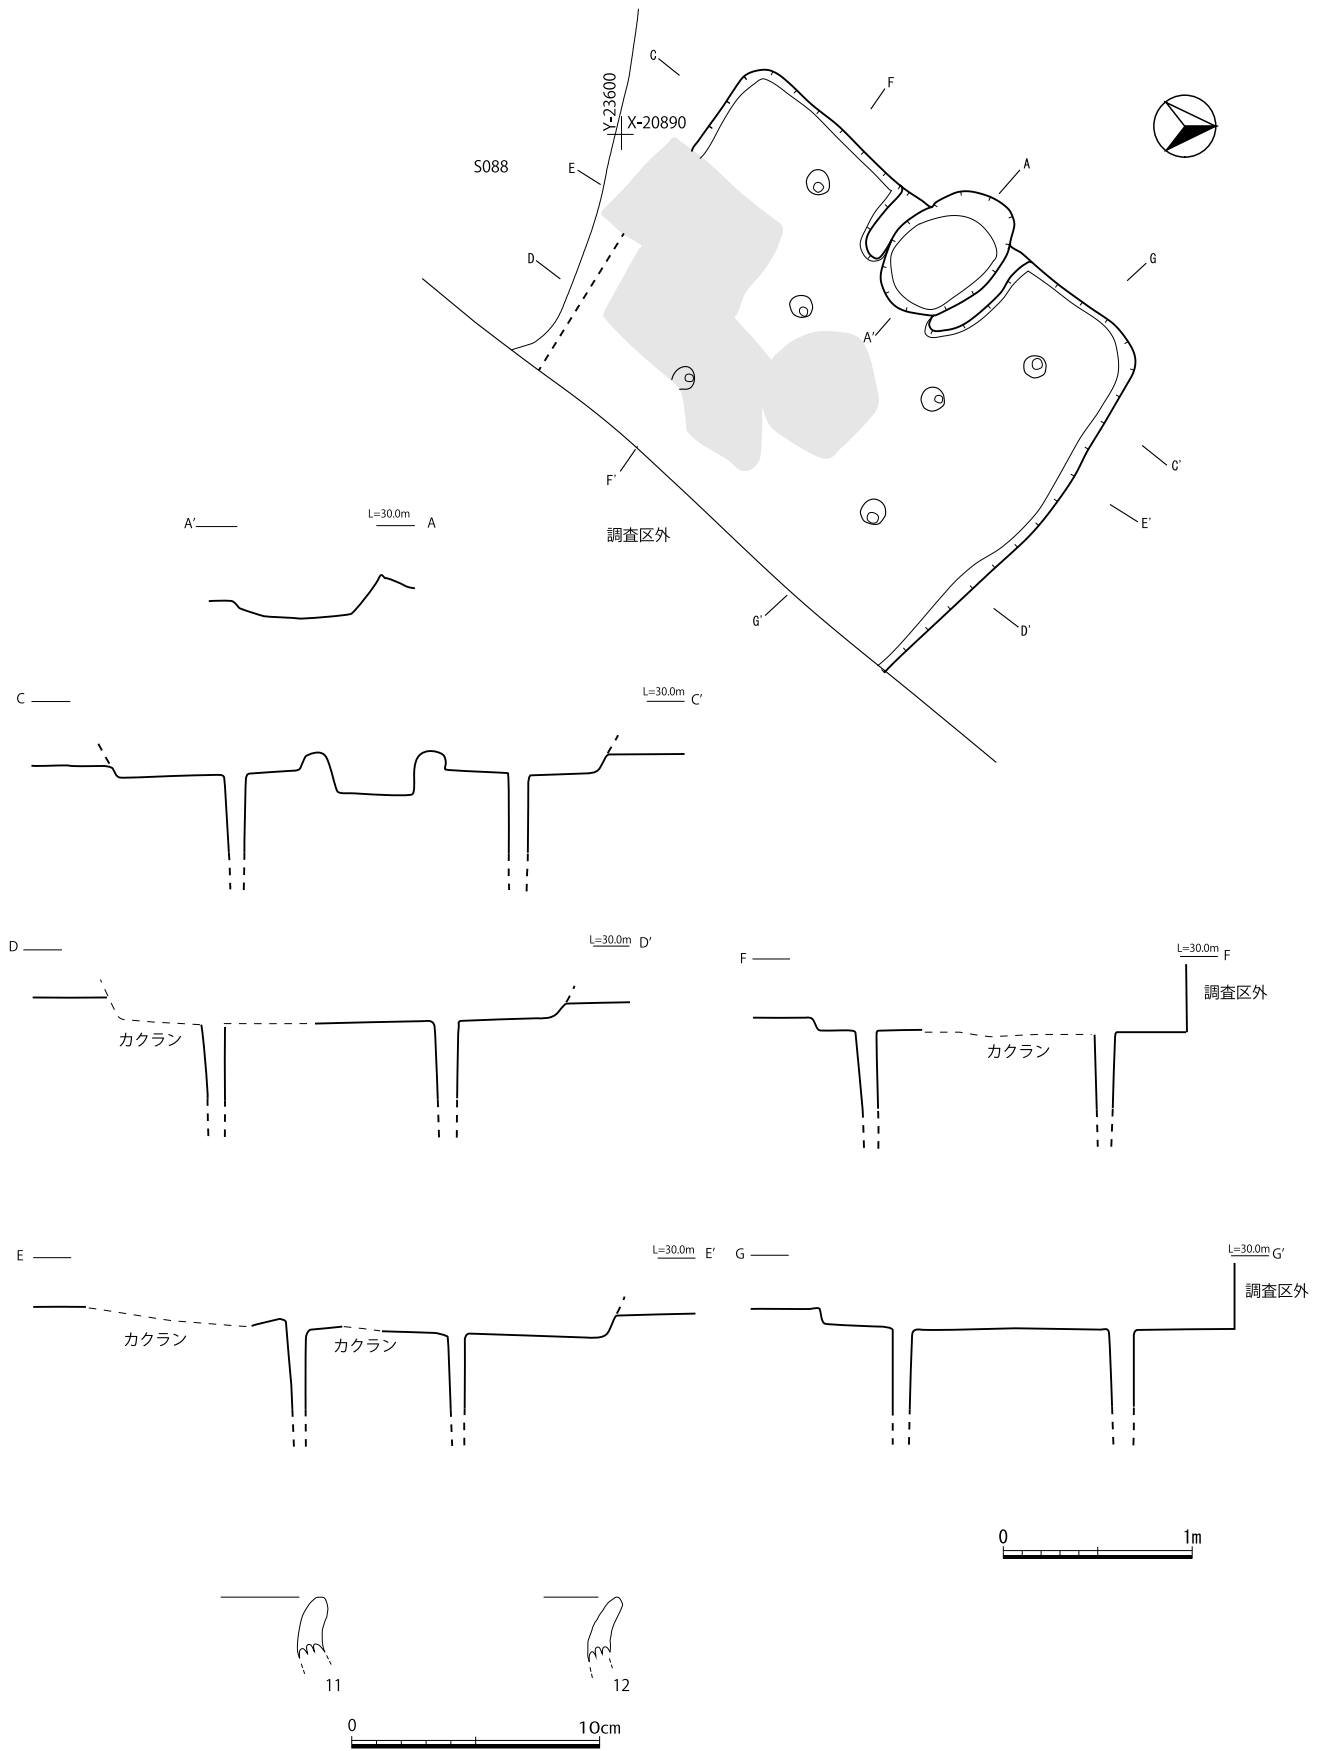 C
F
Y-23600
X-20890
S088
E
A
D
G
A'
C'
F'
E'
調査区外
G'
D'
A'
L=30.0m
A
C
L=30.0m
C'
D
L=30.0m
D'
カクラン
F
L=30.0m
F
調査区外
カクラン
E
L=30.0m
E'
カクラン
カクラン
G
L=30.0m
G'
調査区外
0
1m
11
12
0
10cm